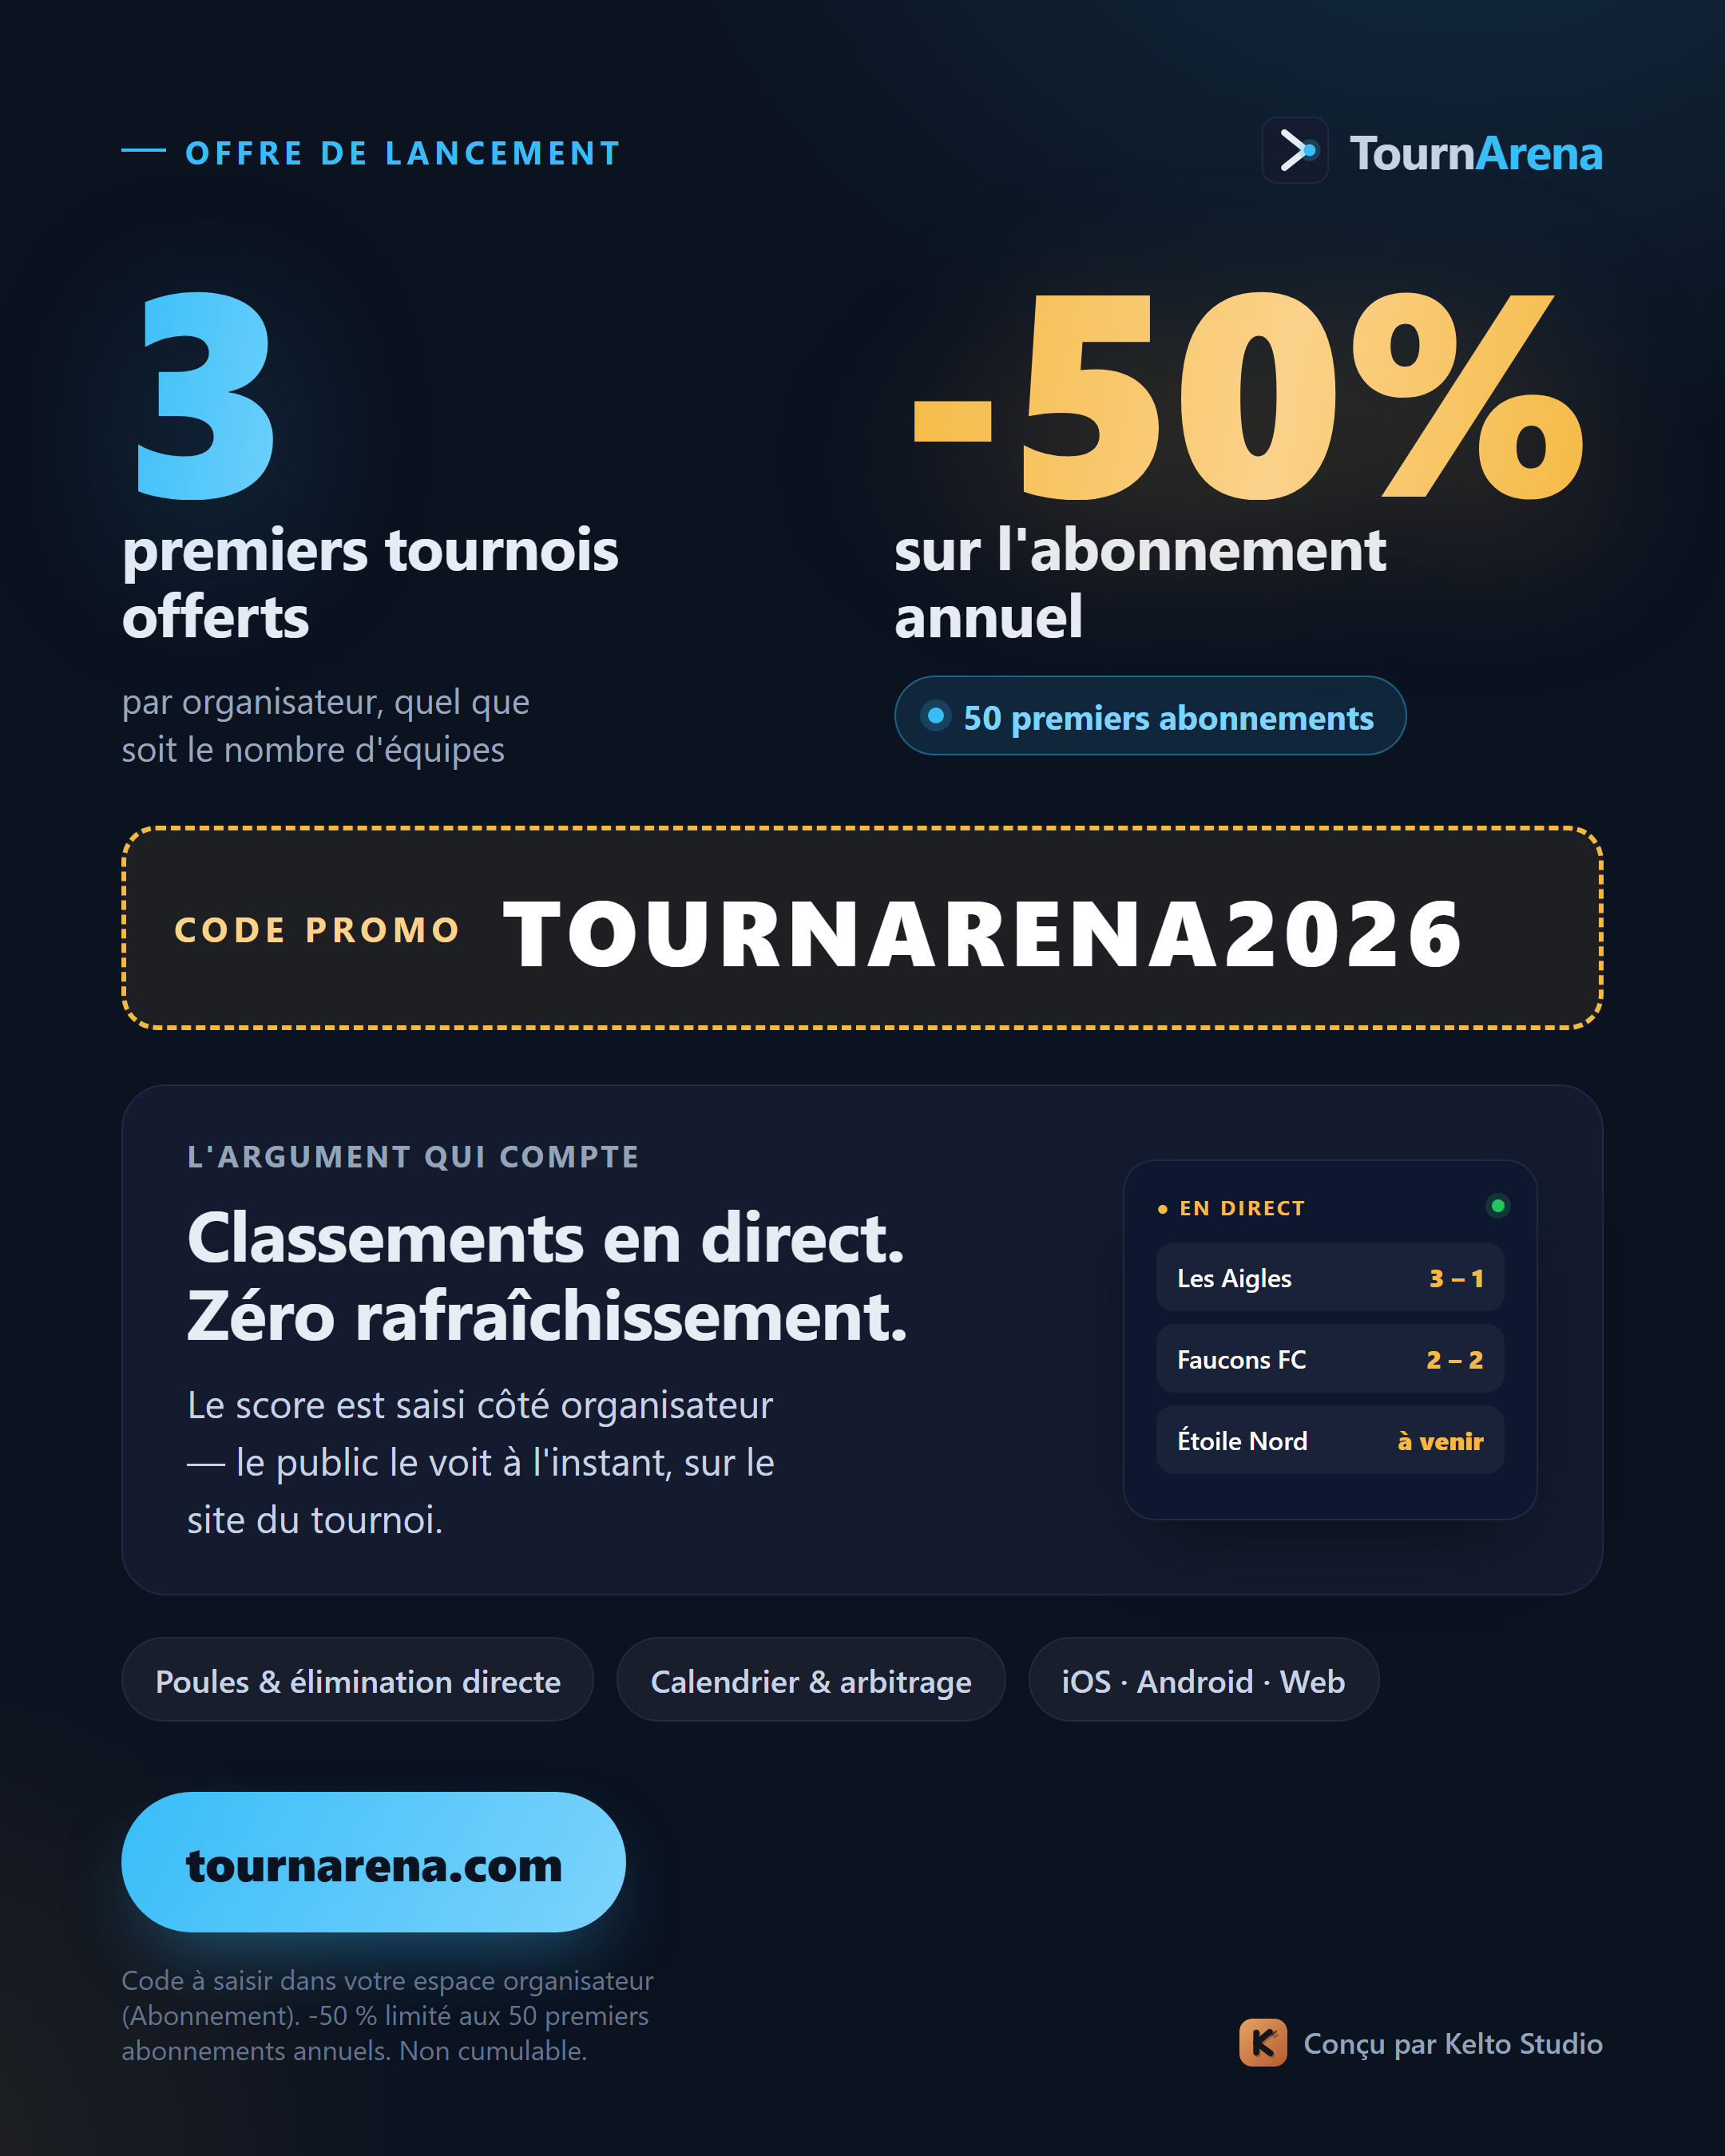 OFFRE DE LANCEMENT
TournArena
3
premiers tournois
offerts
par organisateur, quel que
soit le nombre d'équipes
-50%
sur l'abonnement
annuel
50 premiers abonnements
CODE PROMO TOURNARENA2026
L'ARGUMENT QUI COMPTE
Classements en direct.
Zéro rafraîchissement.
Le score est saisi côté organisateur
— le public le voit à l'instant, sur le
site du tournoi.
• EN DIRECT
Les Aigles 3 – 1
Faucons FC 2 – 2
Étoile Nord à venir
Poules & élimination directe
Calendrier & arbitrage
iOS · Android · Web
tournarena.com
Code à saisir dans votre espace organisateur
(Abonnement). -50 % limité aux 50 premiers
abonnements annuels. Non cumulable.
K Conçu par Kelto Studio